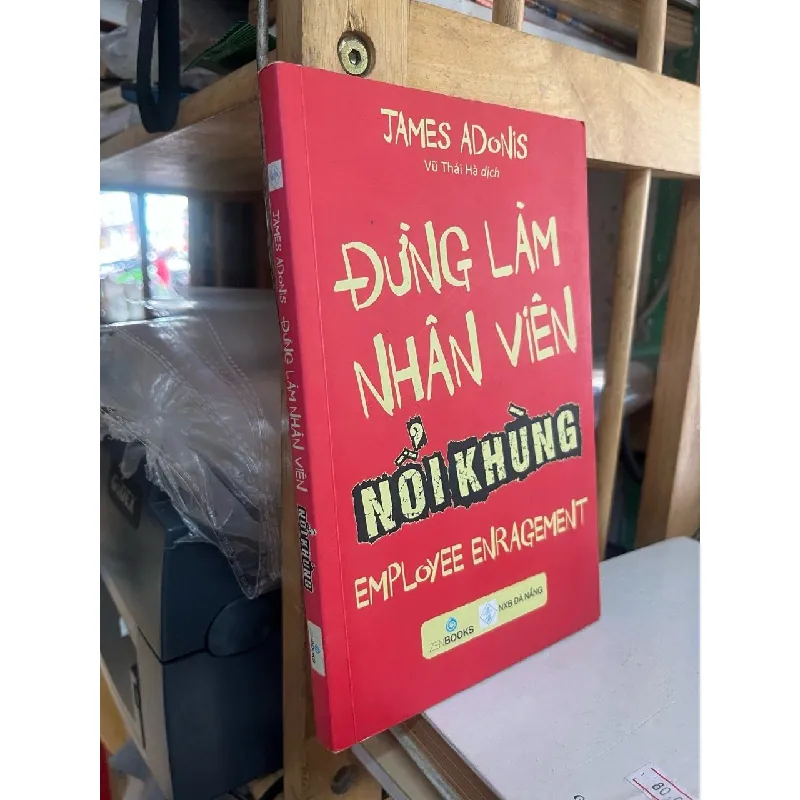 JAMES ADONIS
Vũ Thái Hà dịch
ĐỪNG LÀM
NHÂN VIÊN
NỔI KHÙNG
EMPLOYEE ENRAGEMENT
ZENBOOKS
NXB ĐÀ NẴNG
JAMES ADONIS ĐỪNG LÀM NHÂN VIÊN NỔI KHÙNG